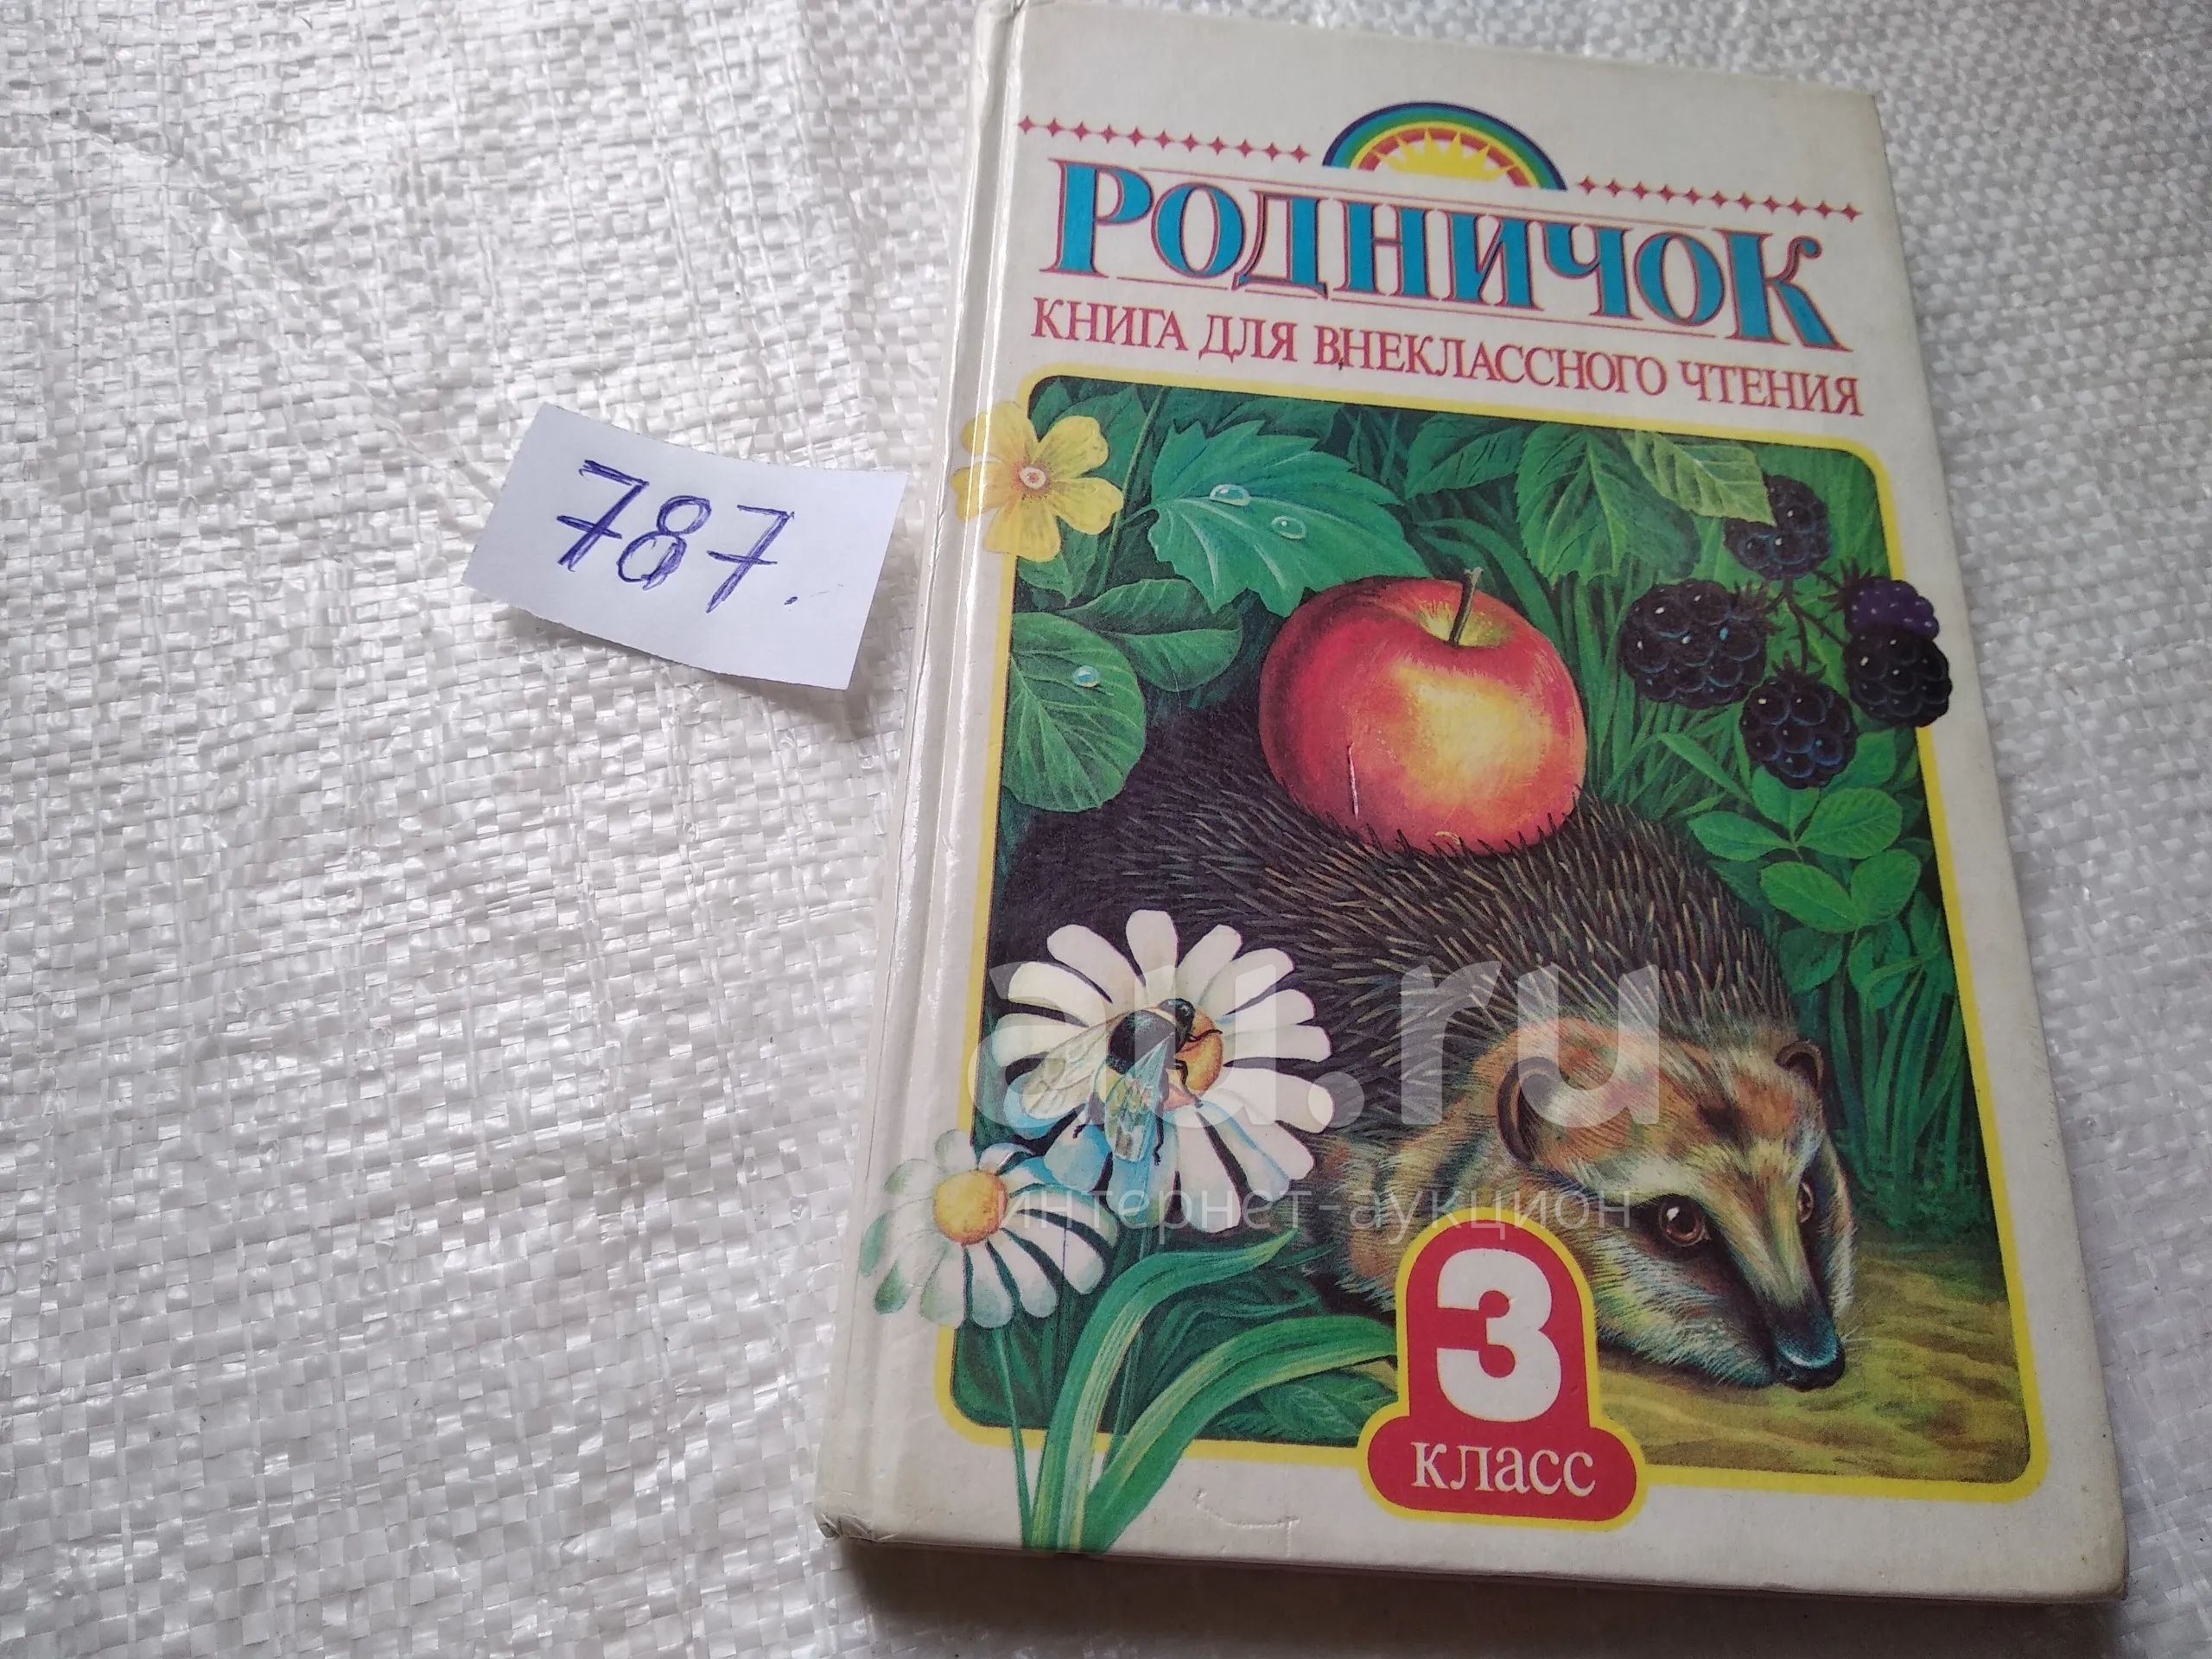 РОДНИЧОК
КНИГА ДЛЯ ВНЕКЛАССНОГО ЧТЕНИЯ
787.
au.ru
интернет-аукцион
3
класс